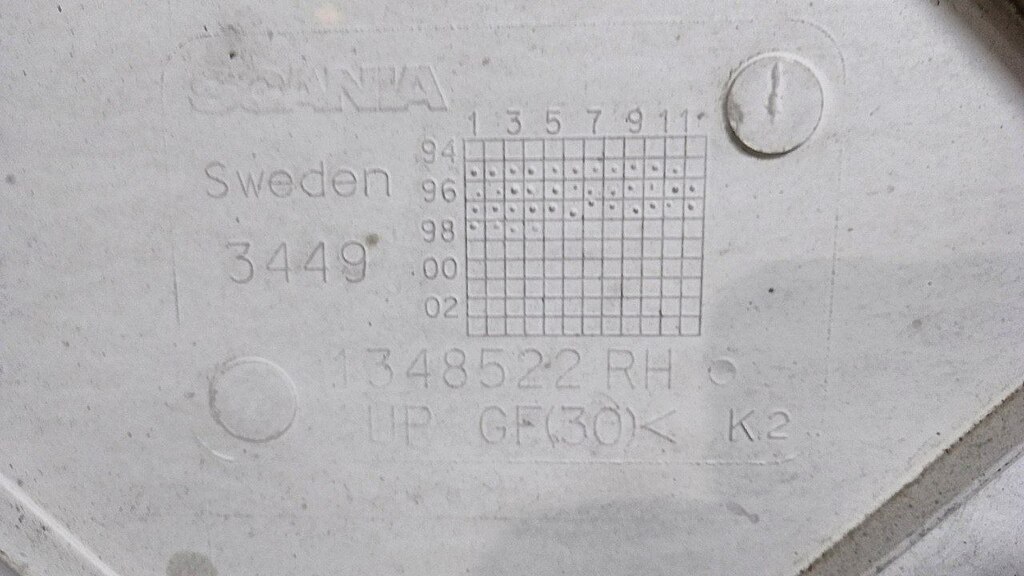 SCANIA
1 3 5 7 9 11
94
Sweden
96
98
3449
00
02
1348522 RH
UP GF(30)< K2